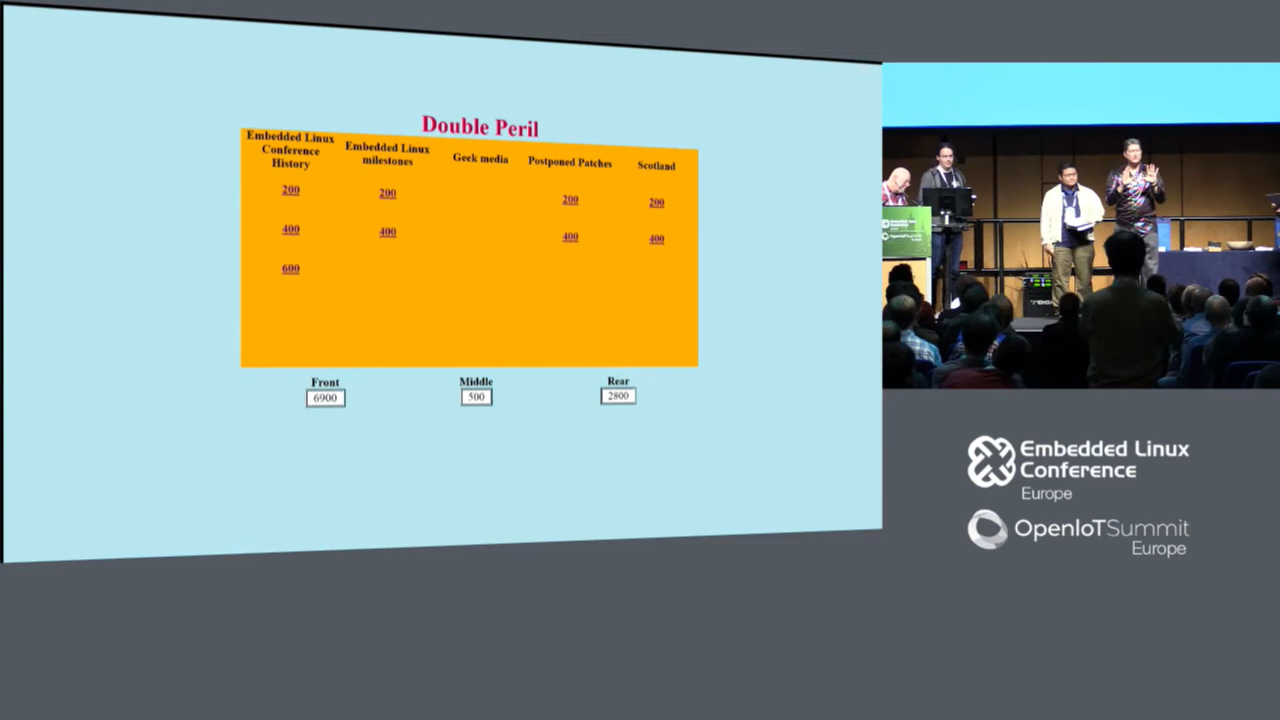 Double Peril
Embedded Linux
Conference
History
Embedded Linux
milestones
Geek media
Postponed Patches
Scotland
200
200
200
200
400
400
400
400
600
Front
Middle
Rear
6900
500
2800
Embedded Linux
Conference
Europe
OpenIoTSummit
Europe